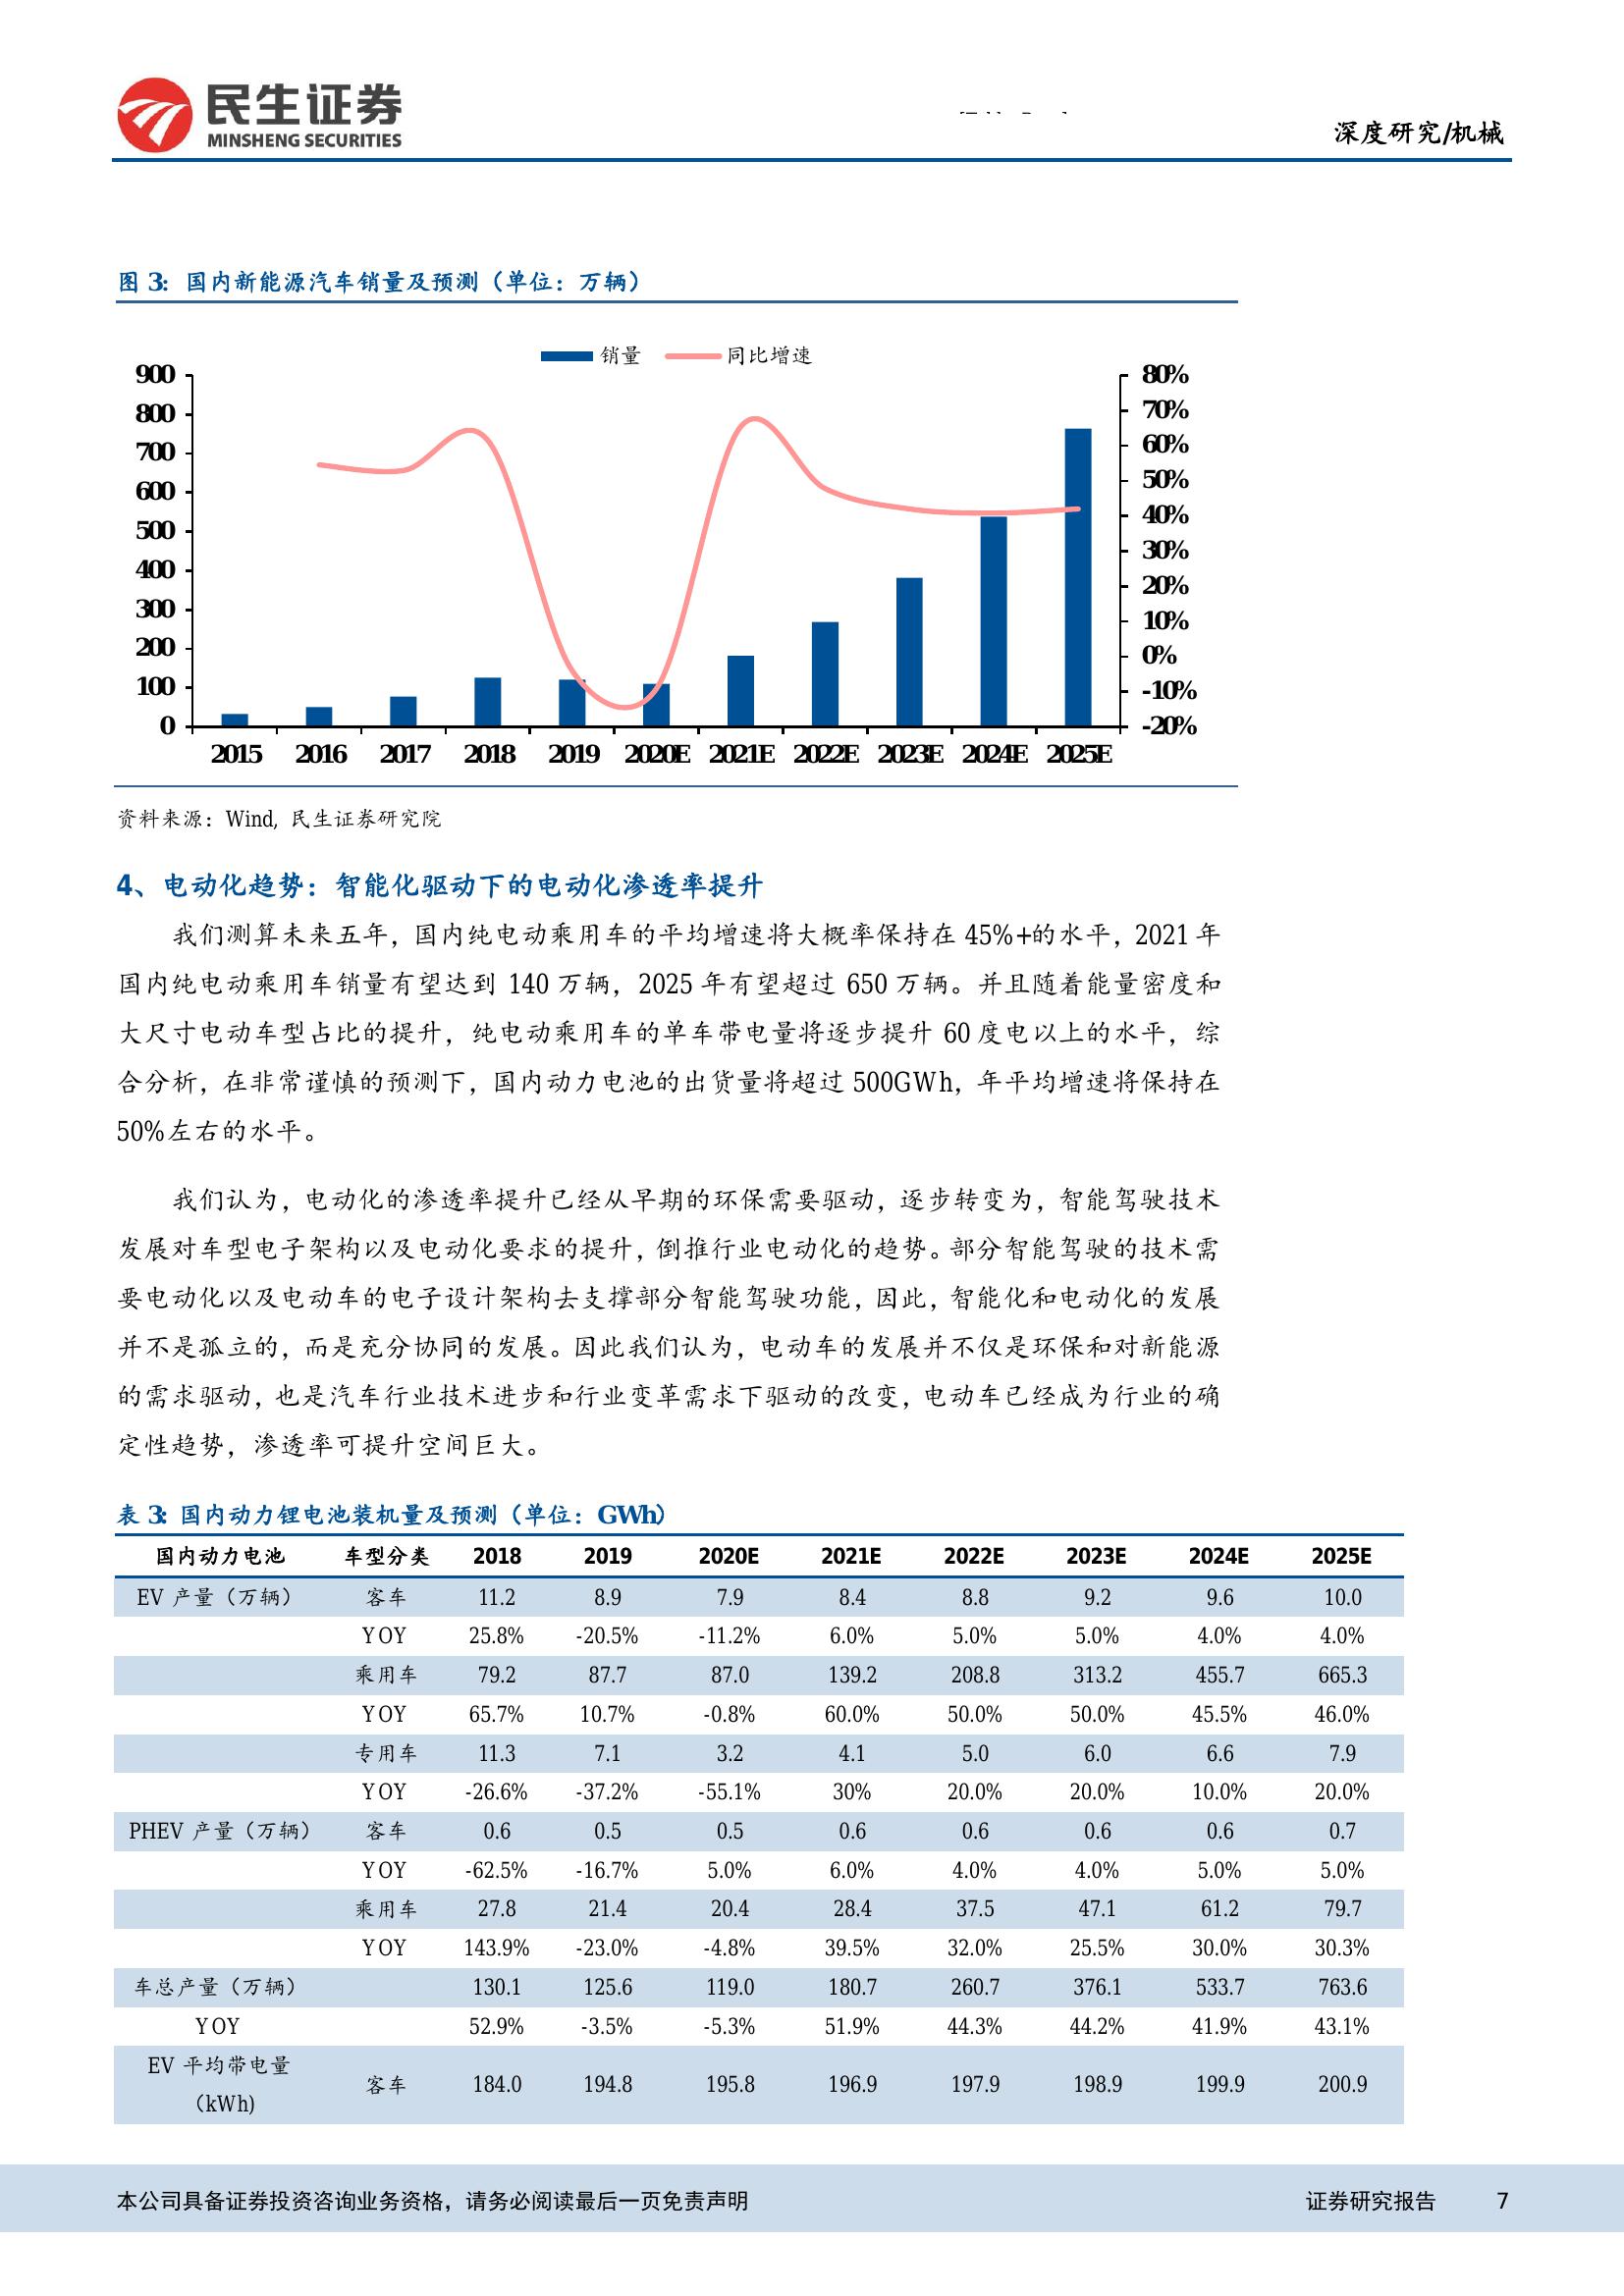 民生证券
MINSHENG SECURITIES
深度研究/机械
图 3：国内新能源汽车销量及预测（单位：万辆）
销量 同比增速
900 80%
800 70%
700 60%
600 50%
500 40%
400 30%
300 20%
200 10%
100 0%
0 -10%
-20%
2015 2016 2017 2018 2019 2020E 2021E 2022E 2023E 2024E 2025E
资料来源：Wind, 民生证券研究院
4、电动化趋势：智能化驱动下的电动化渗透率提升
我们测算未来五年，国内纯电动乘用车的平均增速将大概率保持在 45%+的水平，2021 年
国内纯电动乘用车销量有望达到 140 万辆，2025 年有望超过 650 万辆。并且随着能量密度和
大尺寸电动车型占比的提升，纯电动乘用车的单车带电量将逐步提升 60 度电以上的水平，综
合分析，在非常谨慎的预测下，国内动力电池的出货量将超过 500GWh，年平均增速将保持在
50%左右的水平。
我们认为，电动化的渗透率提升已经从早期的环保需要驱动，逐步转变为，智能驾驶技术
发展对车型电子架构以及电动化要求的提升，倒推行业电动化的趋势。部分智能驾驶的技术需
要电动化以及电动车的电子设计架构去支撑部分智能驾驶功能，因此，智能化和电动化的发展
并不是孤立的，而是充分协同的发展。因此我们认为，电动车的发展并不仅是环保和对新能源
的需求驱动，也是汽车行业技术进步和行业变革需求下驱动的改变，电动车已经成为行业的确
定性趋势，渗透率可提升空间巨大。
表 3：国内动力锂电池装机量及预测（单位：GWh）
国内动力电池 车型分类 2018 2019 2020E 2021E 2022E 2023E 2024E 2025E
EV 产量（万辆） 客车 11.2 8.9 7.9 8.4 8.8 9.2 9.6 10.0
YOY 25.8% -20.5% -11.2% 6.0% 5.0% 5.0% 4.0% 4.0%
乘用车 79.2 87.7 87.0 139.2 208.8 313.2 455.7 665.3
YOY 65.7% 10.7% -0.8% 60.0% 50.0% 50.0% 45.5% 46.0%
专用车 11.3 7.1 3.2 4.1 5.0 6.0 6.6 7.9
YOY -26.6% -37.2% -55.1% 30% 20.0% 20.0% 10.0% 20.0%
PHEV 产量（万辆） 客车 0.6 0.5 0.5 0.6 0.6 0.6 0.6 0.7
YOY -62.5% -16.7% 5.0% 6.0% 4.0% 4.0% 5.0% 5.0%
乘用车 27.8 21.4 20.4 28.4 37.5 47.1 61.2 79.7
YOY 143.9% -23.0% -4.8% 39.5% 32.0% 25.5% 30.0% 30.3%
车总产量（万辆） 130.1 125.6 119.0 180.7 260.7 376.1 533.7 763.6
YOY 52.9% -3.5% -5.3% 51.9% 44.3% 44.2% 41.9% 43.1%
EV 平均带电量
（kWh） 客车 184.0 194.8 195.8 196.9 197.9 198.9 199.9 200.9
本公司具备证券投资咨询业务资格，请务必阅读最后一页免责声明 证券研究报告 7